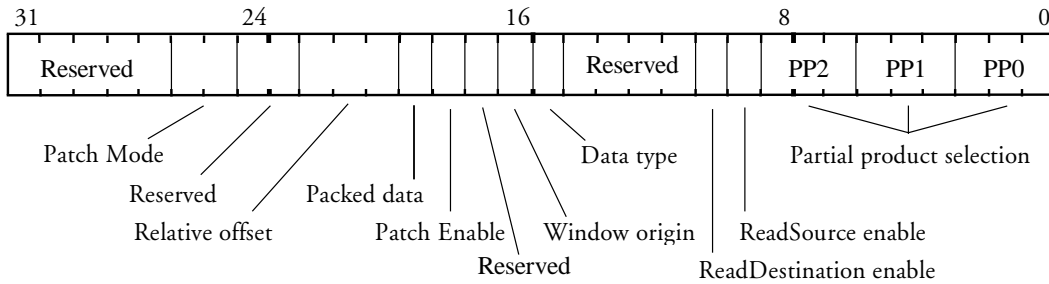 31 24 16 8 0
Reserved Reserved PP2 PP1 PP0
Patch Mode Data type Partial product selection
Reserved Packed data
Relative offset Patch Enable Window origin ReadSource enable
Reserved ReadDestination enable